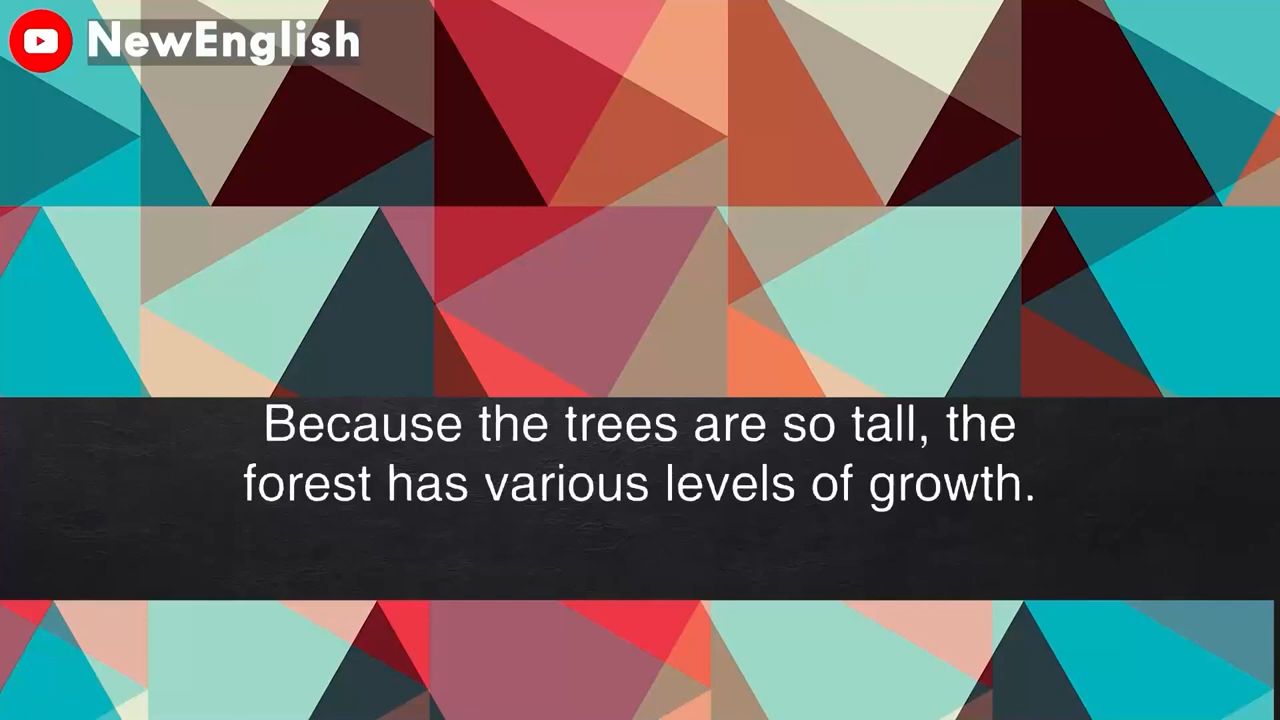 NewEnglish
Because the trees are so tall, the
forest has various levels of growth.